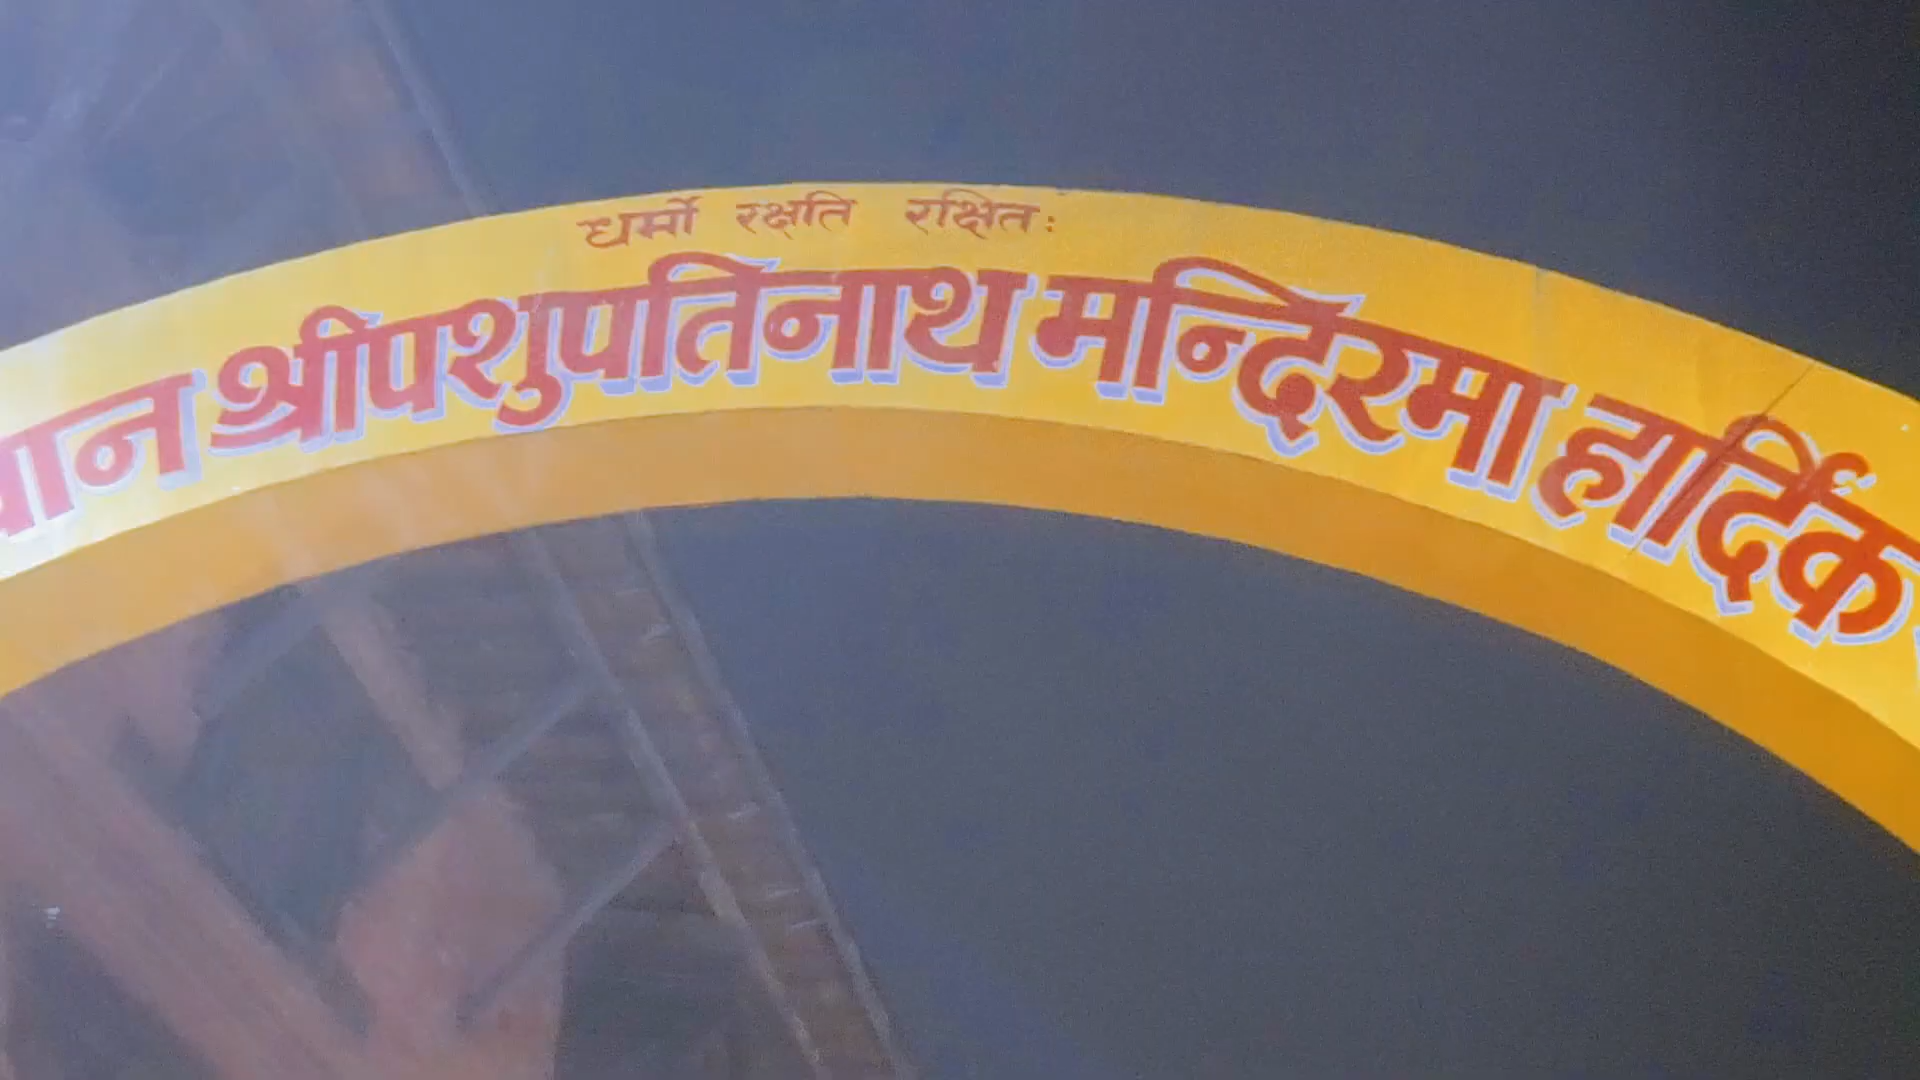 धर्मो रक्षति रक्षित:
श्रीपशुपतिनाथ मन्दिरमा हार्दिक